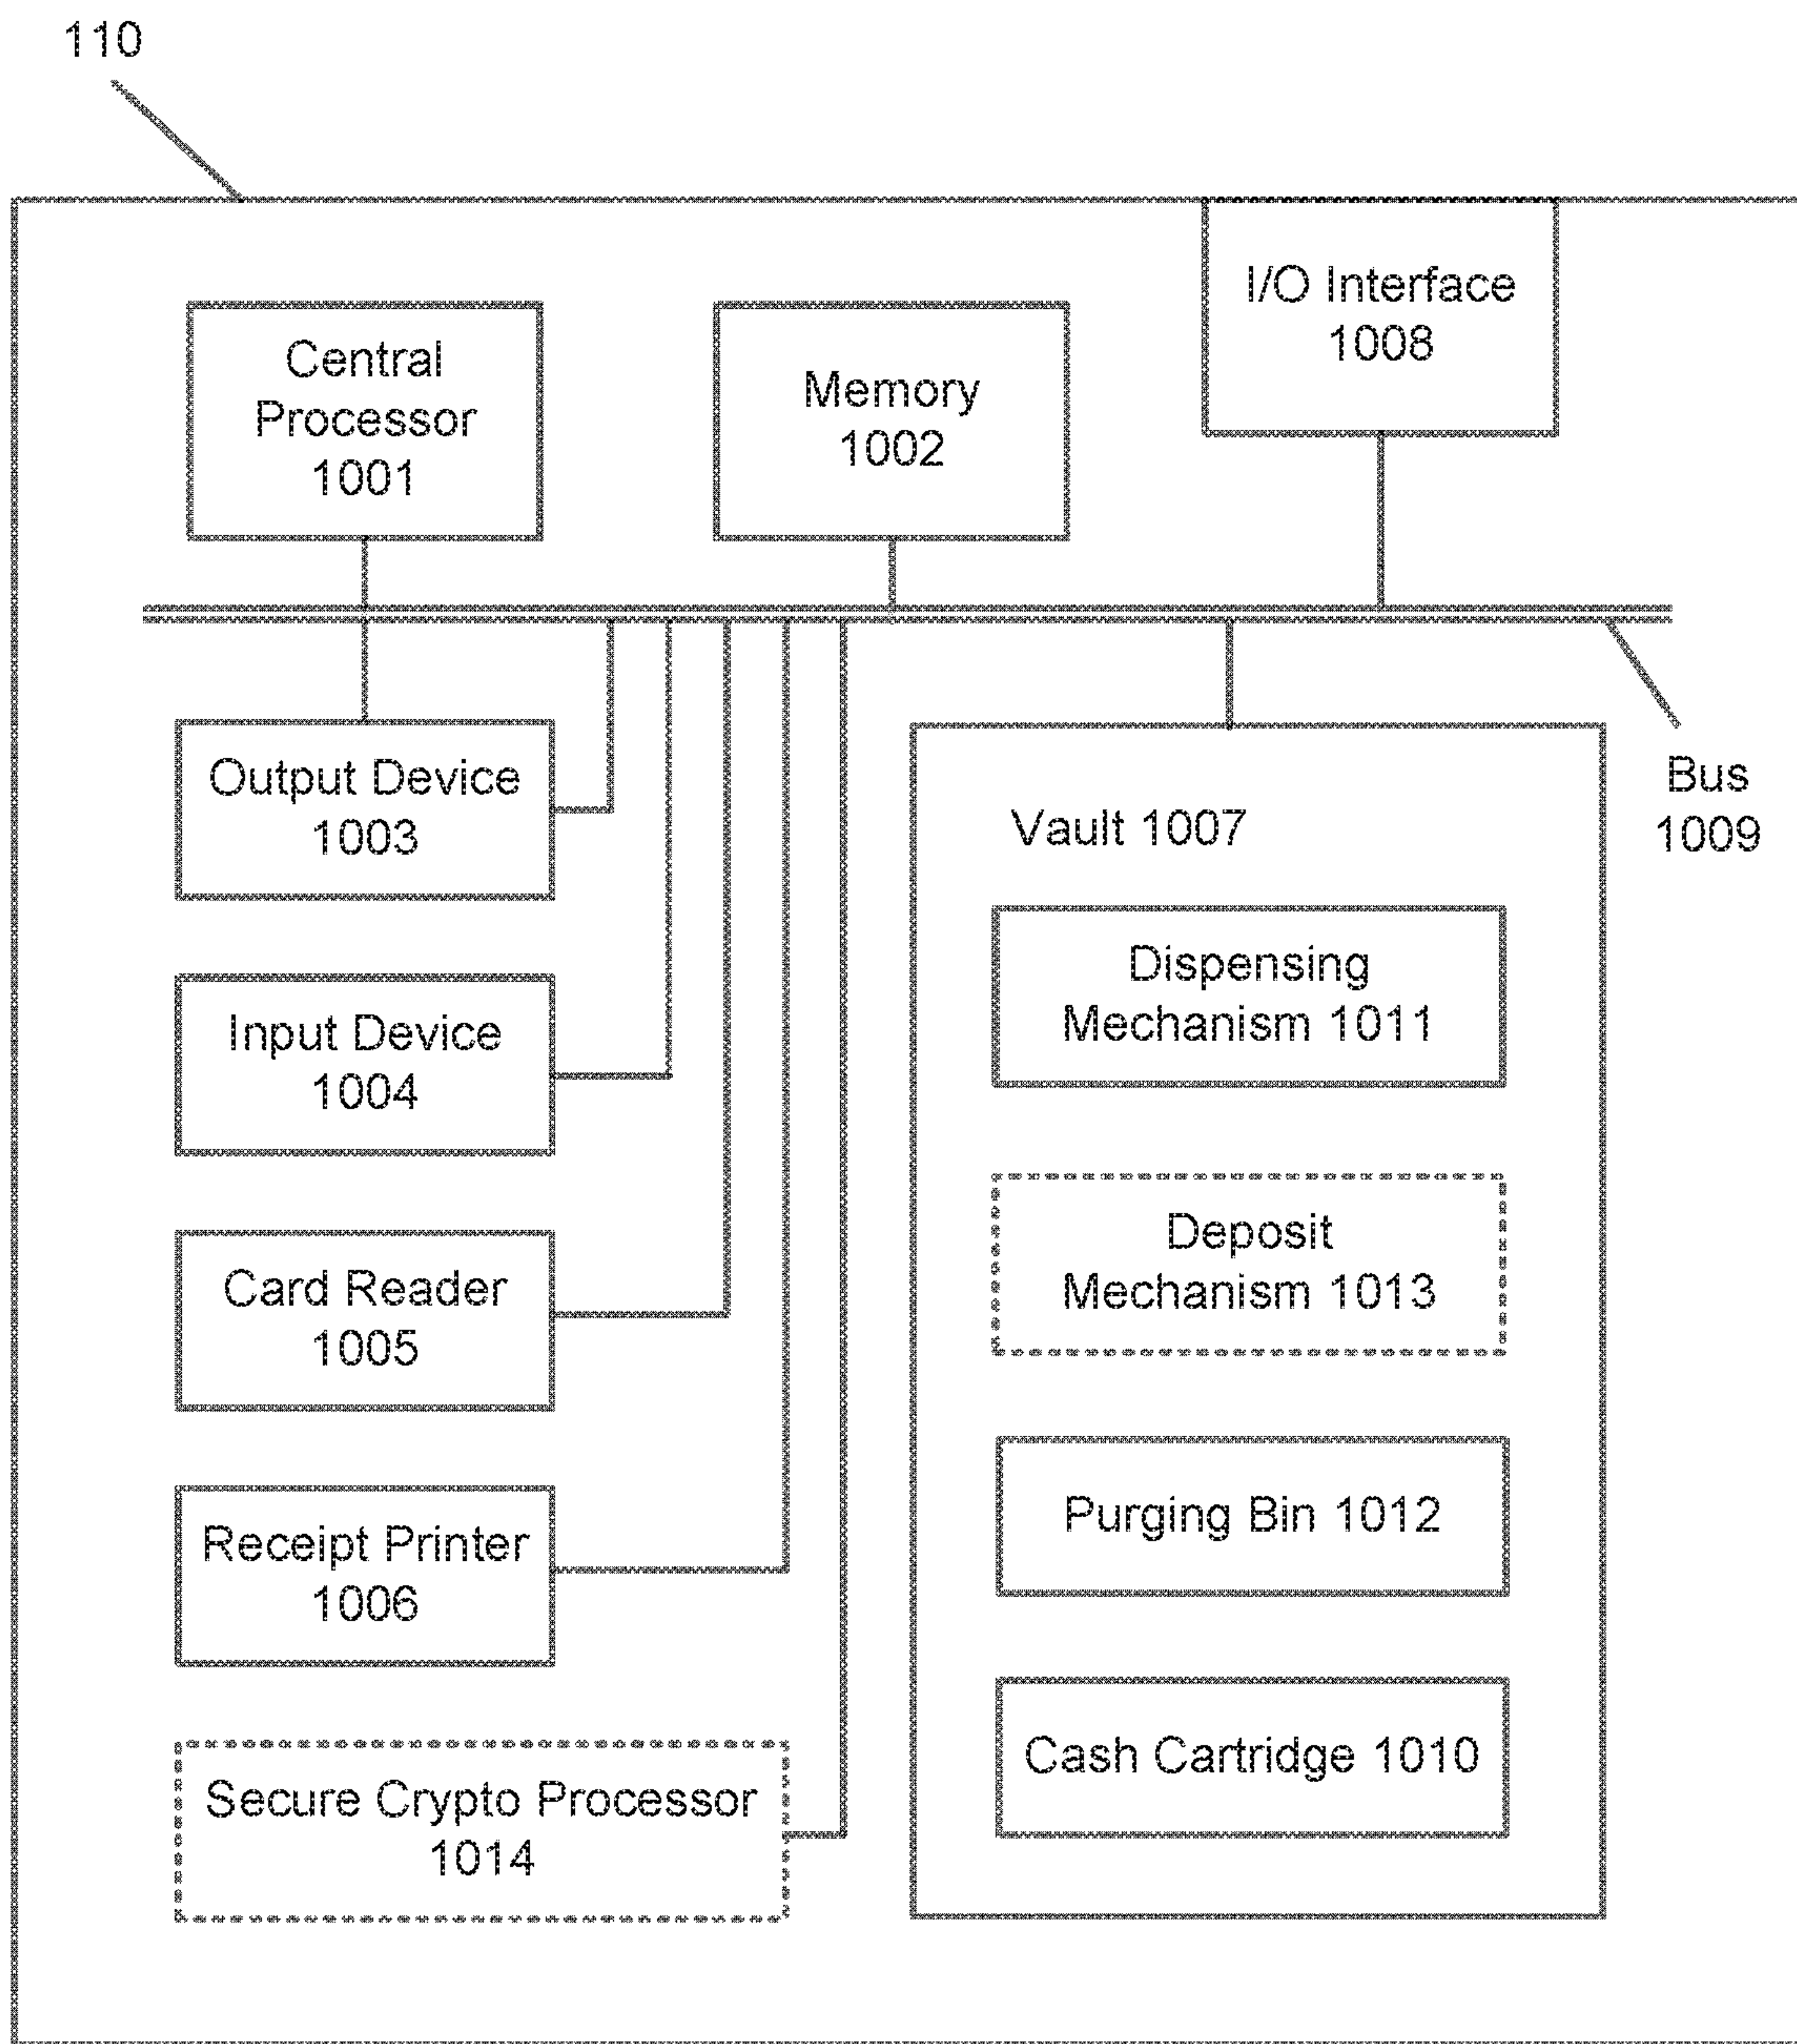 110
I/O Interface
1008
Central
Processor
1001
Memory
1002
Output Device
1003
Vault 1007
Bus
1009
Dispensing
Mechanism 1011
Input Device
1004
Deposit
Mechanism 1013
Card Reader
1005
Purging Bin 1012
Receipt Printer
1006
Cash Cartridge 1010
Secure Crypto Processor
1014